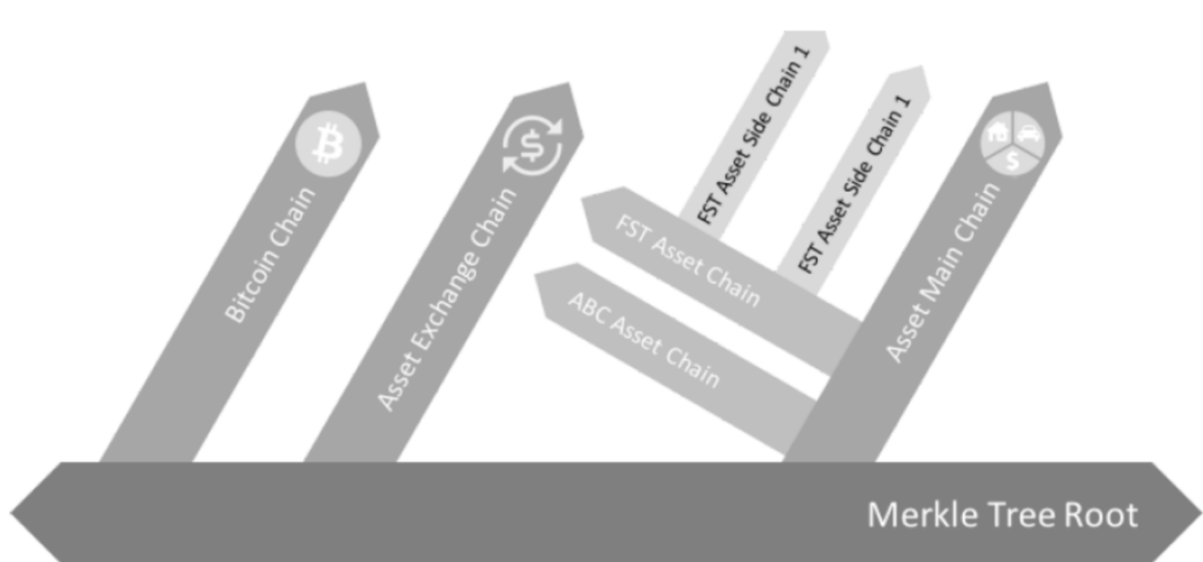 Bitcoin Chain
Asset Exchange Chain
FST Asset Side Chain 1
FST Asset Side Chain 1
FST Asset Chain
ABC Asset Chain
Asset Main Chain
Merkle Tree Root